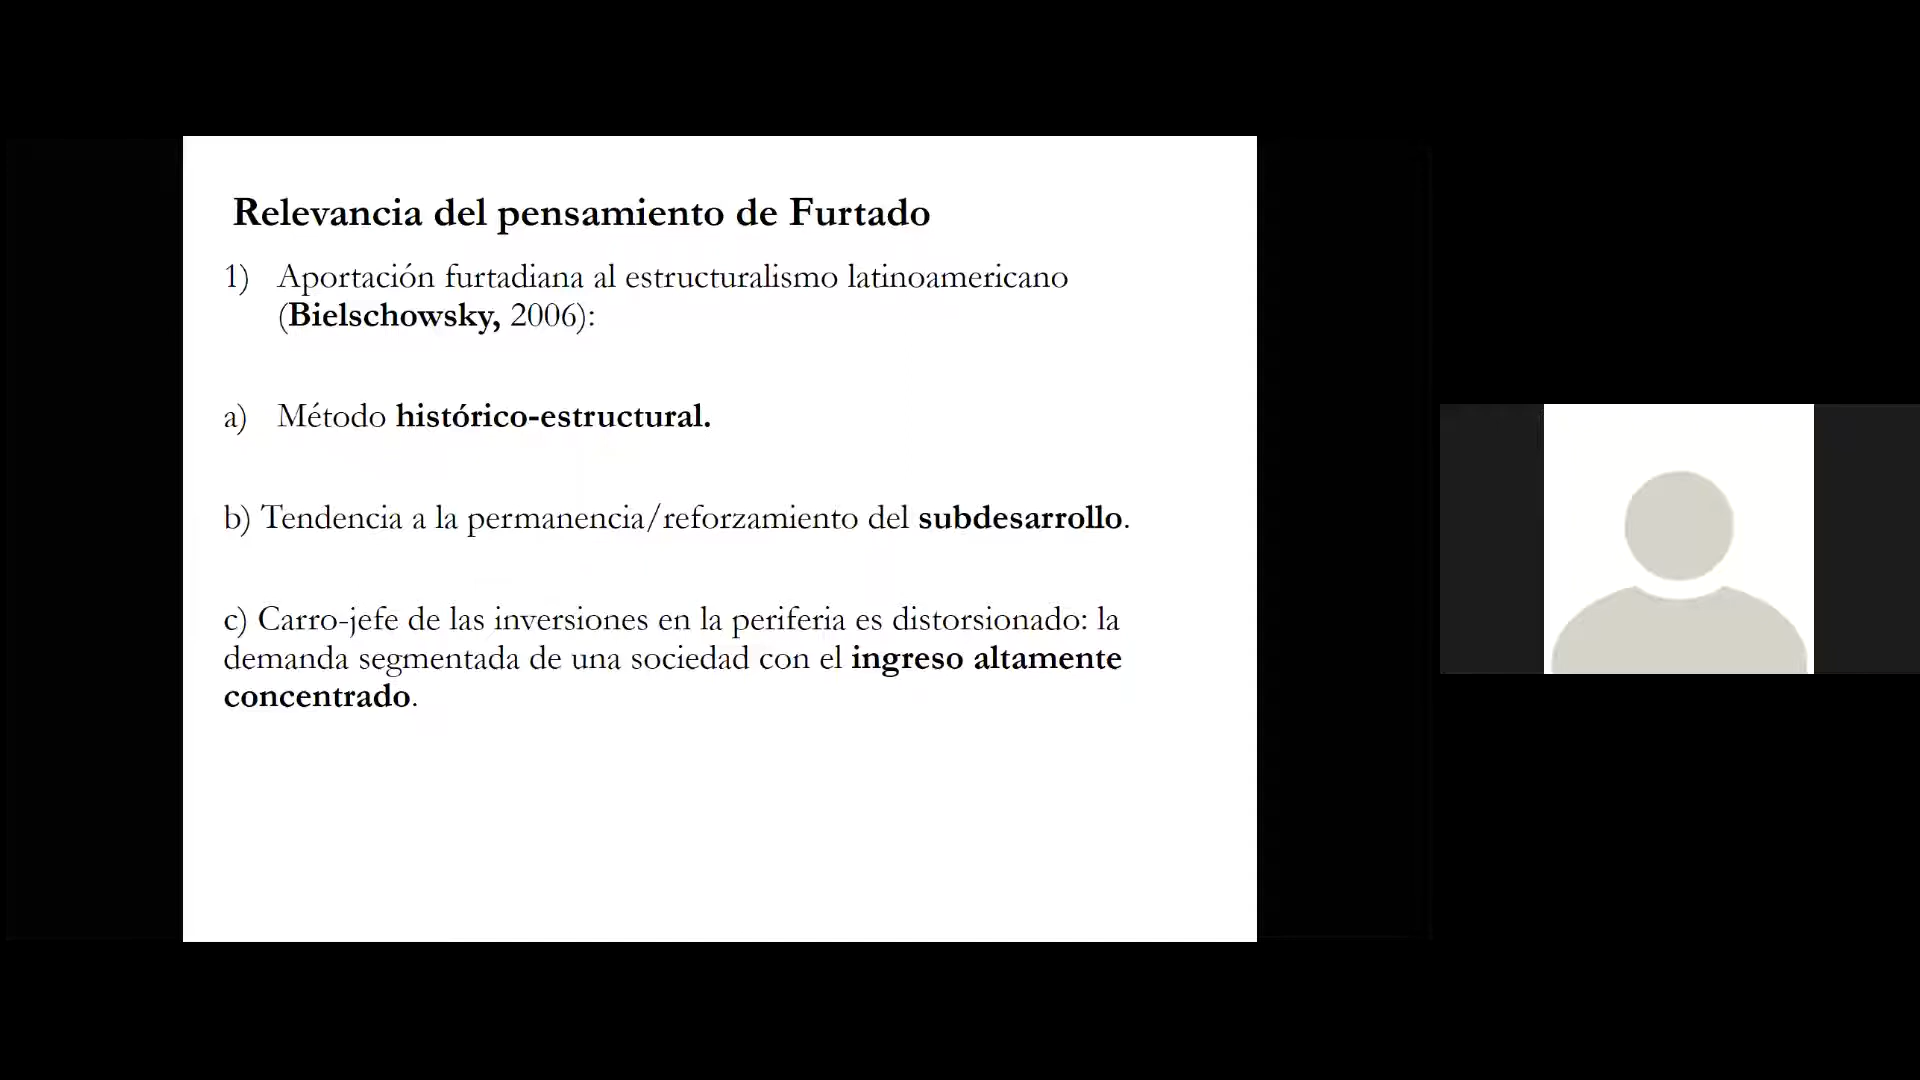 Relevancia del pensamiento de Furtado
1) Aportación furtadiana al estructuralismo latinoamericano
(Bielschowsky, 2006):
a) Método histórico-estructural.
b) Tendencia a la permanencia/reforzamiento del subdesarrollo.
c) Carro-jefe de las inversiones en la periferia es distorsionado: la
demanda segmentada de una sociedad con el ingreso altamente
concentrado.